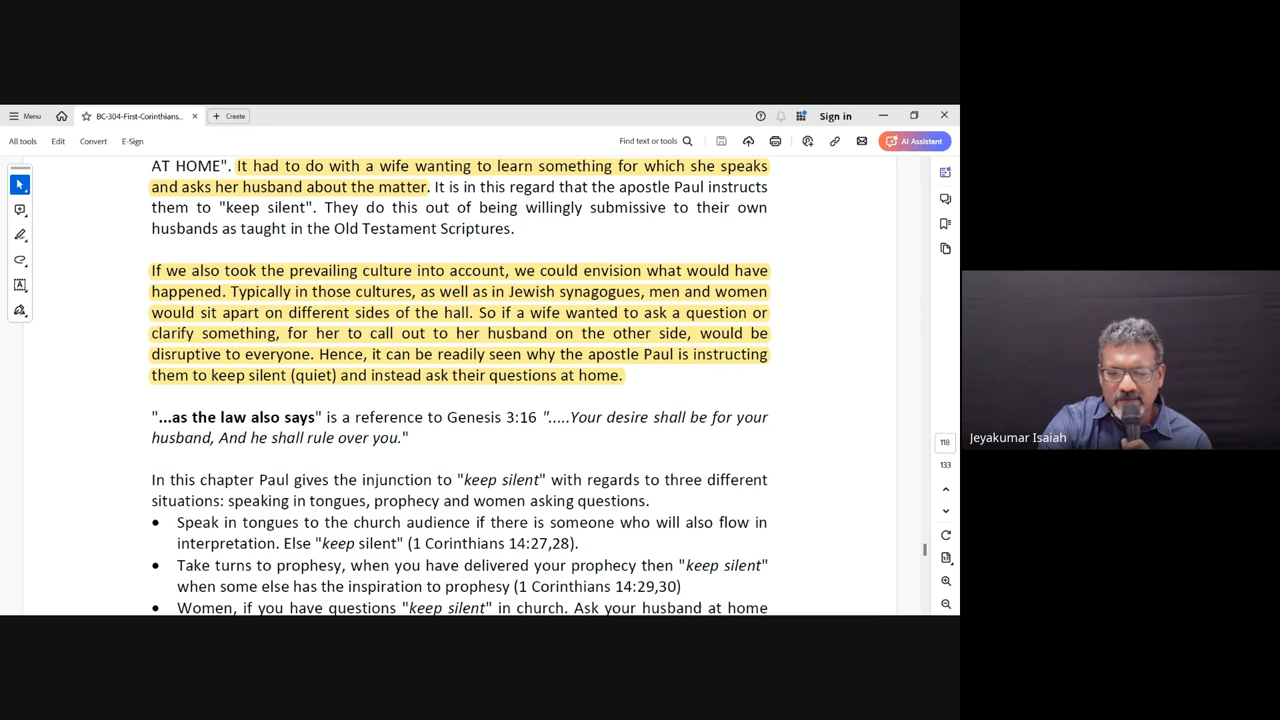 Menu
BC-304-First-Corinthians...
Create
Sign in
All tools
Edit
Convert
E-Sign
Find text or tools
AI Assistant
AT HOME". It had to do with a wife wanting to learn something for which she speaks
and asks her husband about the matter. It is in this regard that the apostle Paul instructs
them to "keep silent". They do this out of being willingly submissive to their own
husbands as taught in the Old Testament Scriptures.
If we also took the prevailing culture into account, we could envision what would have
happened. Typically in those cultures, as well as in Jewish synagogues, men and women
would sit apart on different sides of the hall. So if a wife wanted to ask a question or
clarify something, for her to call out to her husband on the other side, would be
disruptive to everyone. Hence, it can be readily seen why the apostle Paul is instructing
them to keep silent (quiet) and instead ask their questions at home.
"...as the law also says" is a reference to Genesis 3:16 ".....Your desire shall be for your
husband, And he shall rule over you."
In this chapter Paul gives the injunction to "keep silent" with regards to three different
situations: speaking in tongues, prophecy and women asking questions.
• Speak in tongues to the church audience if there is someone who will also flow in
interpretation. Else "keep silent" (1 Corinthians 14:27,28).
• Take turns to prophesy, when you have delivered your prophecy then "keep silent"
when some else has the inspiration to prophesy (1 Corinthians 14:29,30)
• Women, if you have questions "keep silent" in church. Ask your husband at home
118
133
Jeyakumar Isaiah